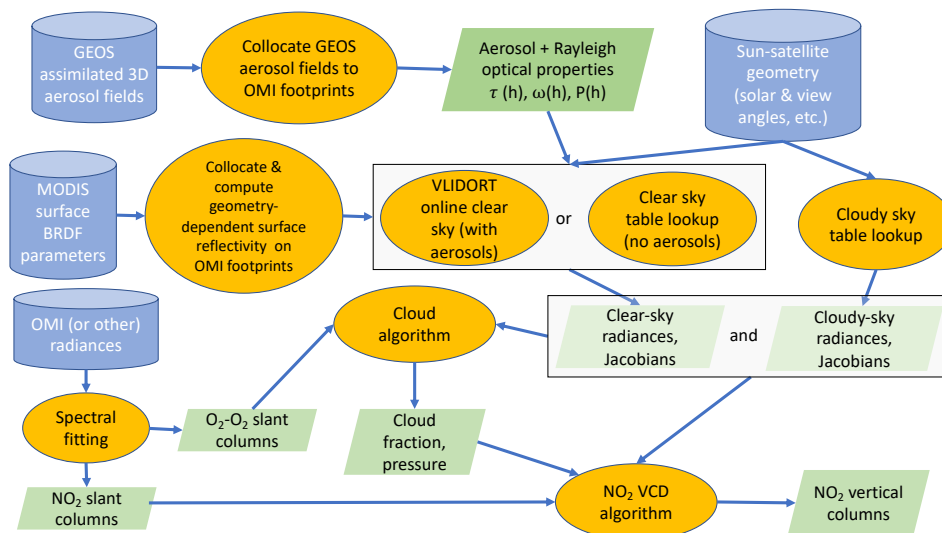 GEOS
assimilated 3D
aerosol fields
Collocate GEOS
aerosol fields to
OMI footprints
Aerosol + Rayleigh
optical properties
τ (h), ω(h), P(h)
Sun-satellite
geometry
(solar & view
angles, etc.)
MODIS
surface
BRDF
parameters
Collocate &
compute
geometry-
dependent surface
reflectivity on
OMI footprints
VLIDORT
online clear
sky (with
aerosols)
or
Clear sky
table lookup
(no aerosols)
Cloudy sky
table lookup
OMI (or other)
radiances
Cloud
algorithm
Clear-sky
radiances,
Jacobians
and
Cloudy-sky
radiances,
Jacobians
Spectral
fitting
O₂-O₂ slant
columns
Cloud
fraction,
pressure
NO₂ slant
columns
NO₂ VCD
algorithm
NO₂ vertical
columns